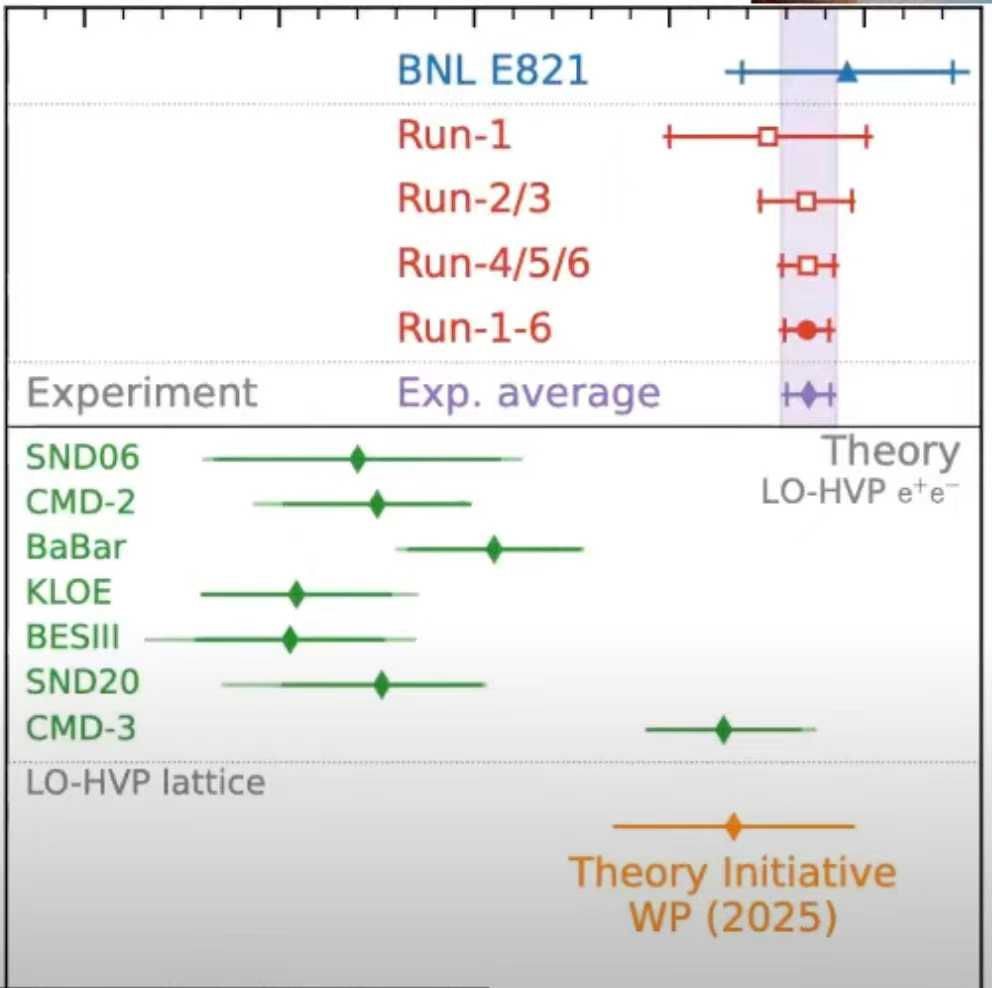 BNL E821
Run-1
Run-2/3
Run-4/5/6
Run-1-6
Experiment Exp. average
SND06
Theory
CMD-2
LO-HVP e⁺e⁻
BaBar
KLOE
BESIII
SND20
CMD-3
LO-HVP lattice
Theory Initiative
WP (2025)